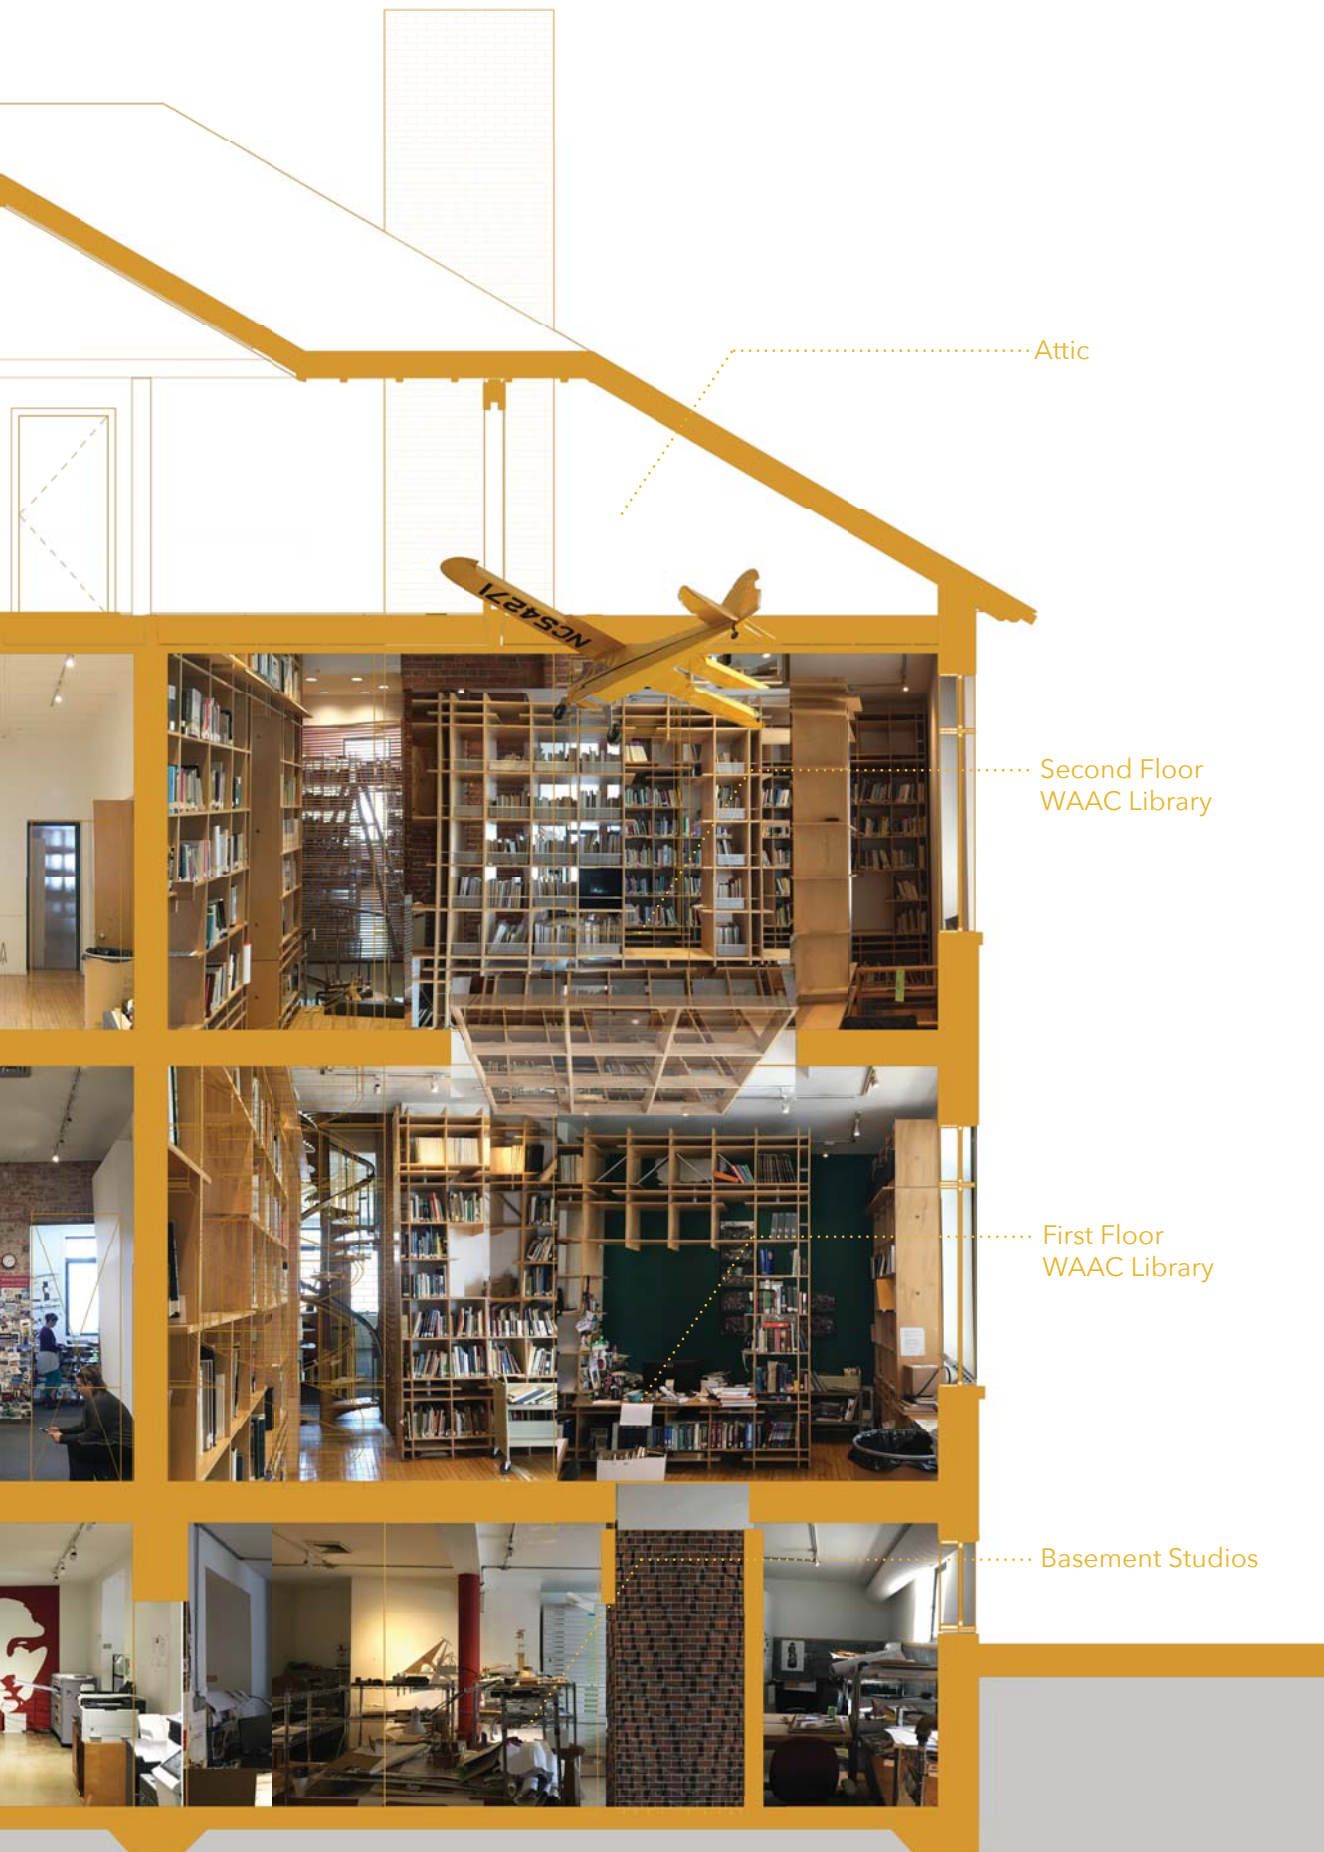 Attic
NC54271
Second Floor
WAAC Library
First Floor
WAAC Library
Basement Studios